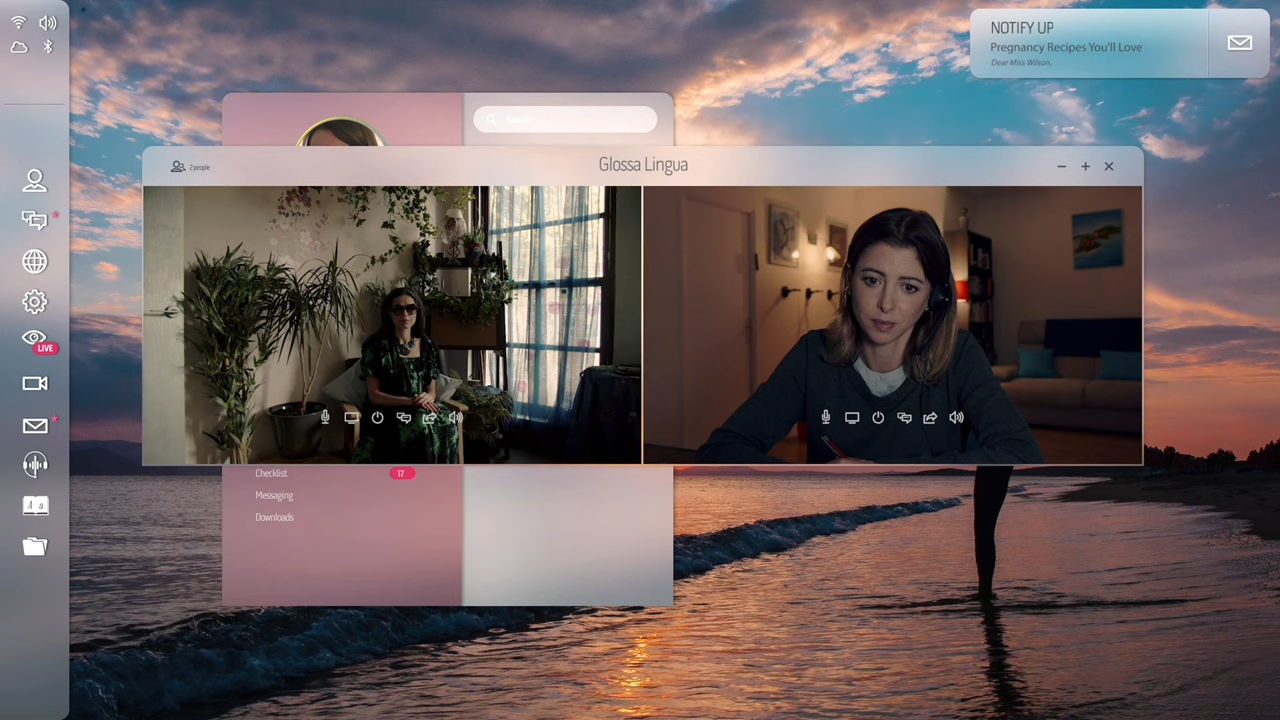 NOTIFY UP
Pregnancy Recipes You'll Love
Dear Miss Wilson,
2 people
Glossa Lingua
LIVE
Checklist
17
Messaging
Downloads